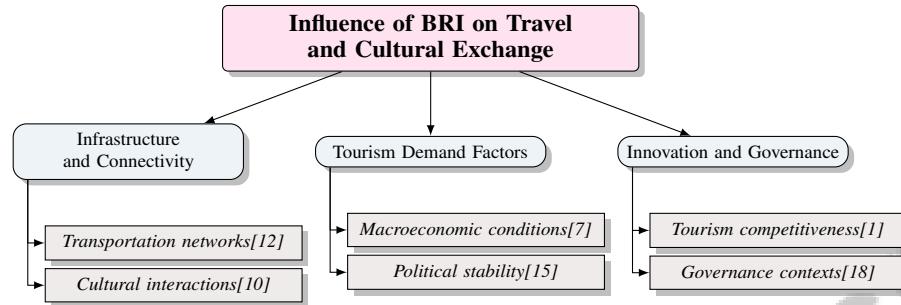 Influence of BRI on Travel
and Cultural Exchange
Infrastructure
and Connectivity
Tourism Demand Factors
Innovation and Governance
Transportation networks[12]
Cultural interactions[10]
Macroeconomic conditions[7]
Political stability[15]
Tourism competitiveness[1]
Governance contexts[18]